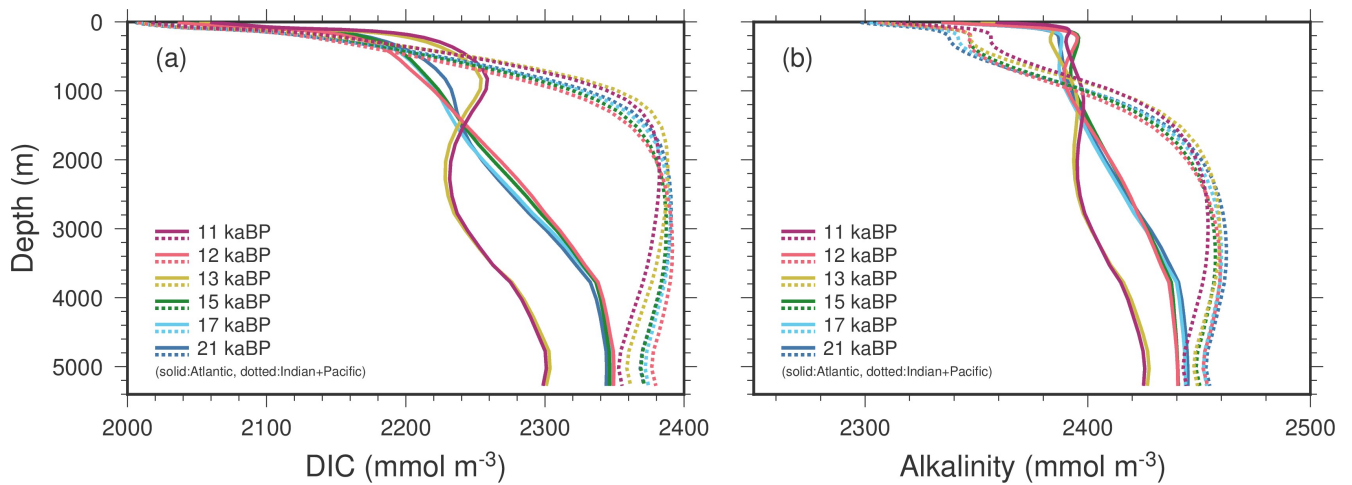 (a)
0
1000
2000
3000
4000
5000
Depth (m)
11 kaBP
12 kaBP
13 kaBP
15 kaBP
17 kaBP
21 kaBP
(solid:Atlantic, dotted:Indian+Pacific)
2000 2100 2200 2300 2400
DIC (mmol m-3)
(b)
11 kaBP
12 kaBP
13 kaBP
15 kaBP
17 kaBP
21 kaBP
(solid:Atlantic, dotted:Indian+Pacific)
2300 2400 2500
Alkalinity (mmol m-3)